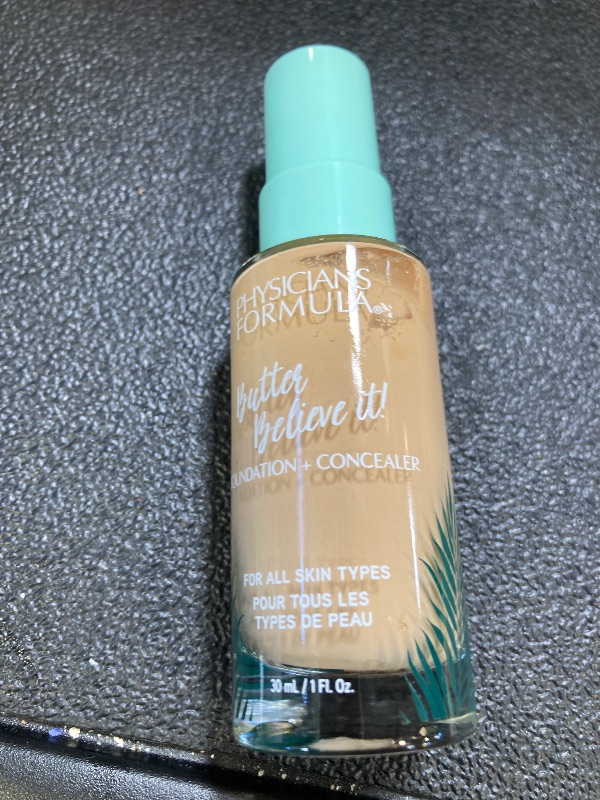 PHYSICIANS
FORMULA®
Butter
Believe it!
FOUNDATION + CONCEALER
FOR ALL SKIN TYPES
POUR TOUS LES
TYPES DE PEAU
30 mL / 1 FL. Oz.